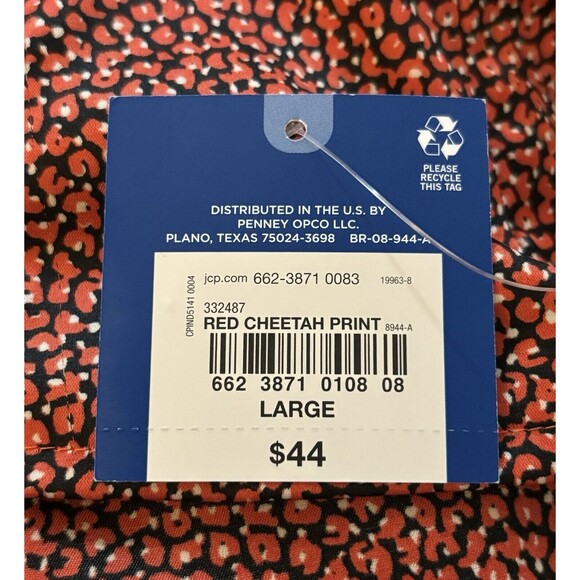 PLEASE
RECYCLE
THIS TAG
DISTRIBUTED IN THE U.S. BY
PENNEY OPCO LLC.
PLANO, TEXAS 75024-3698 BR-08-944-A
CPIND5141 0004
jcp.com 662-3871 0083 19963-8
332487
RED CHEETAH PRINT 8944-A
662 3871 0108 08
LARGE
$44